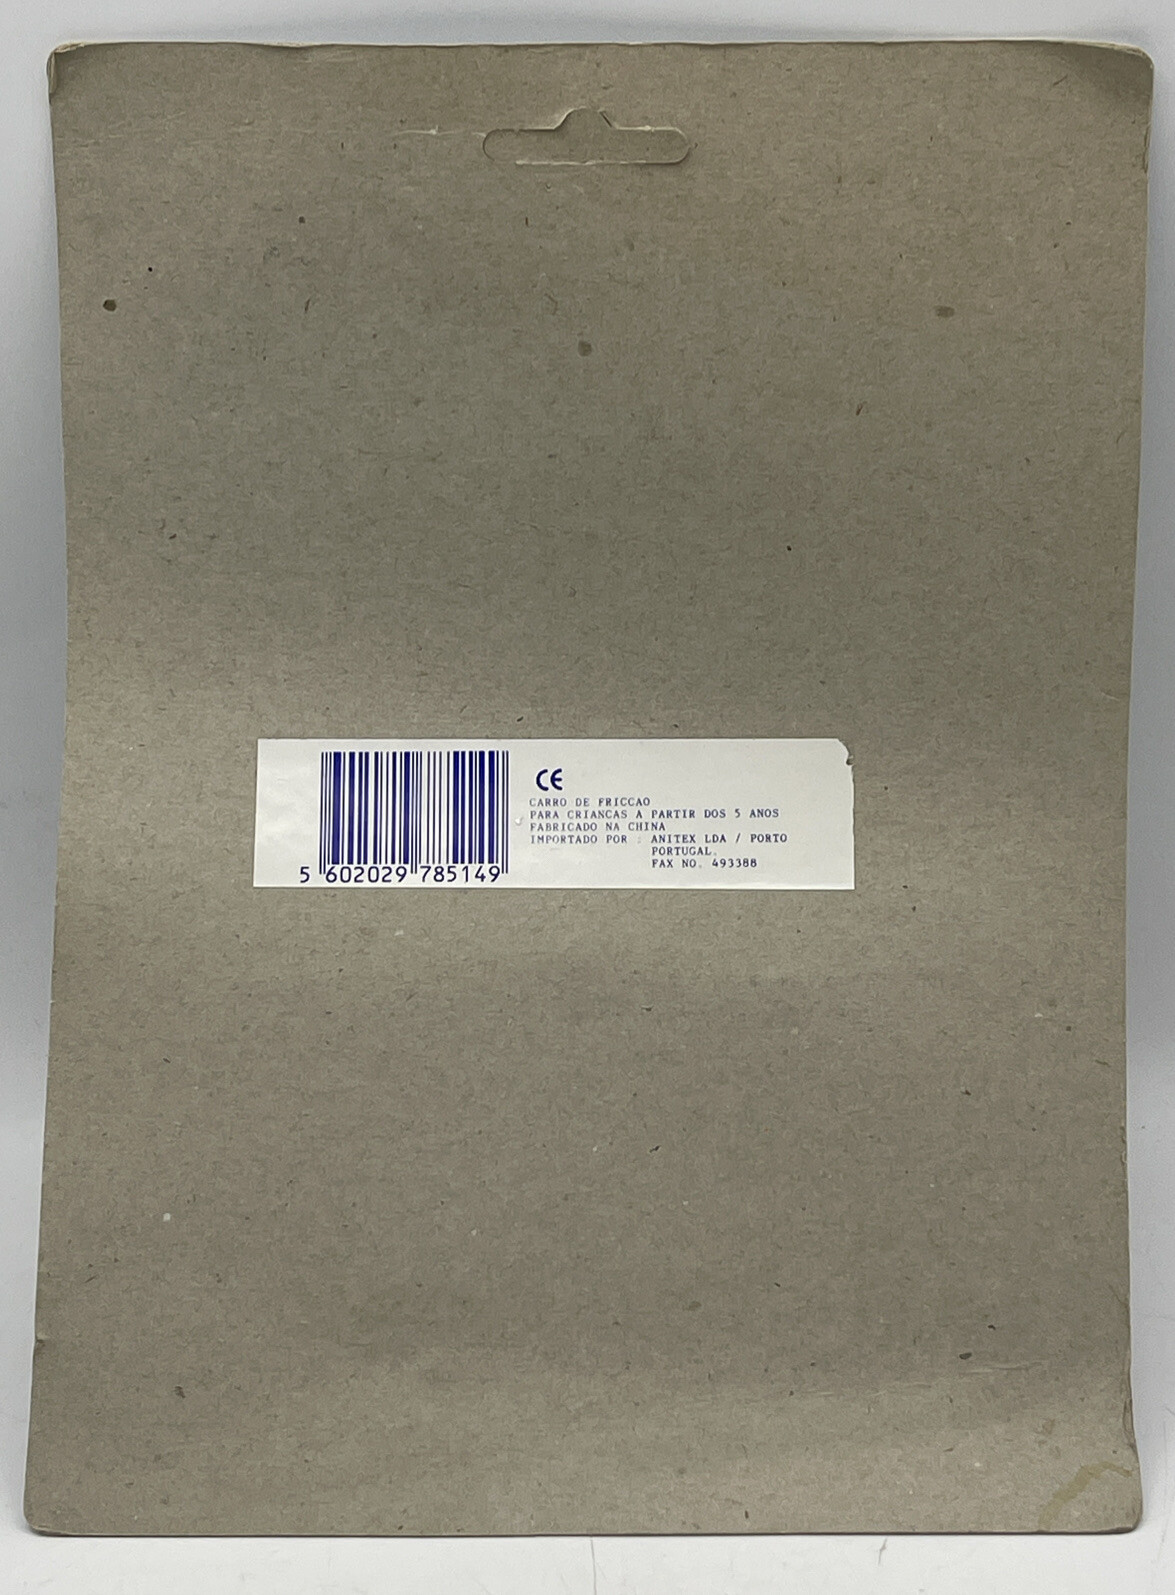 CE
CARRO DE FRICCAO
PARA CRIANCAS A PARTIR DOS 5 ANOS
FABRICADO NA CHINA
IMPORTADO POR : ANITEX LDA / PORTO
PORTUGAL.
FAX NO. 493388
5 602029 785149